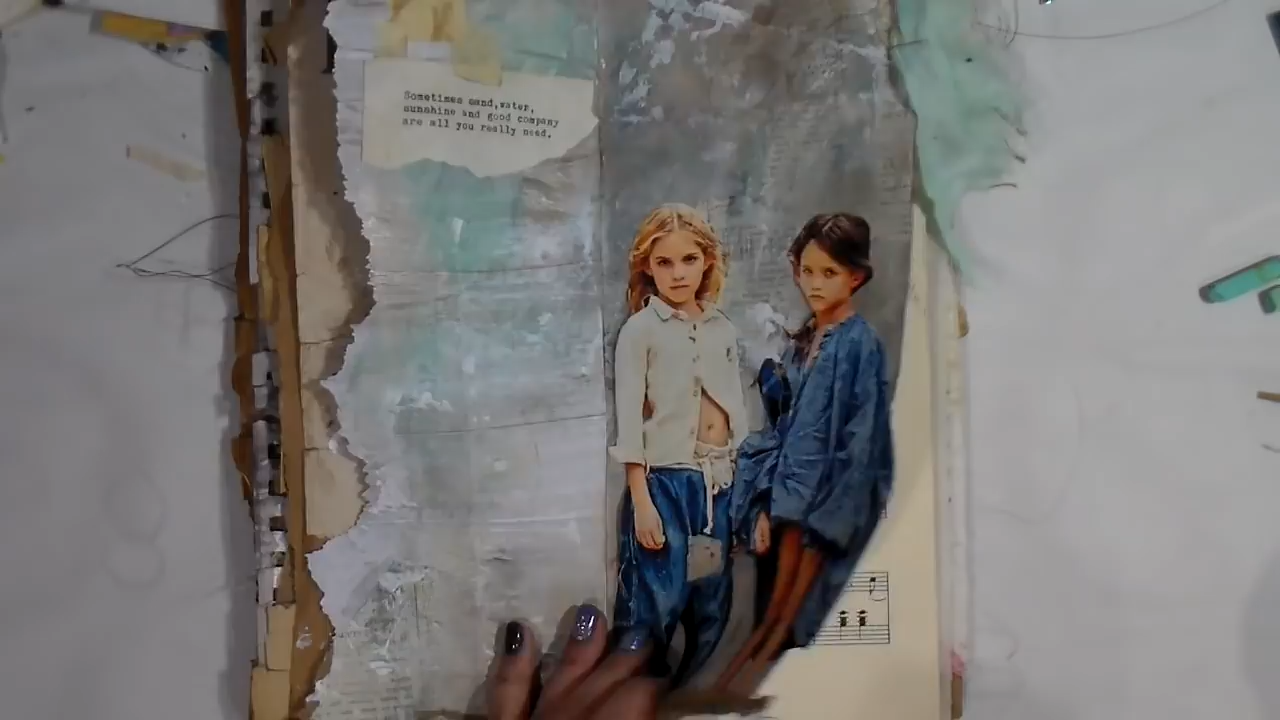 Sometimes sand, water,
sunshine and good company
are all you really need.